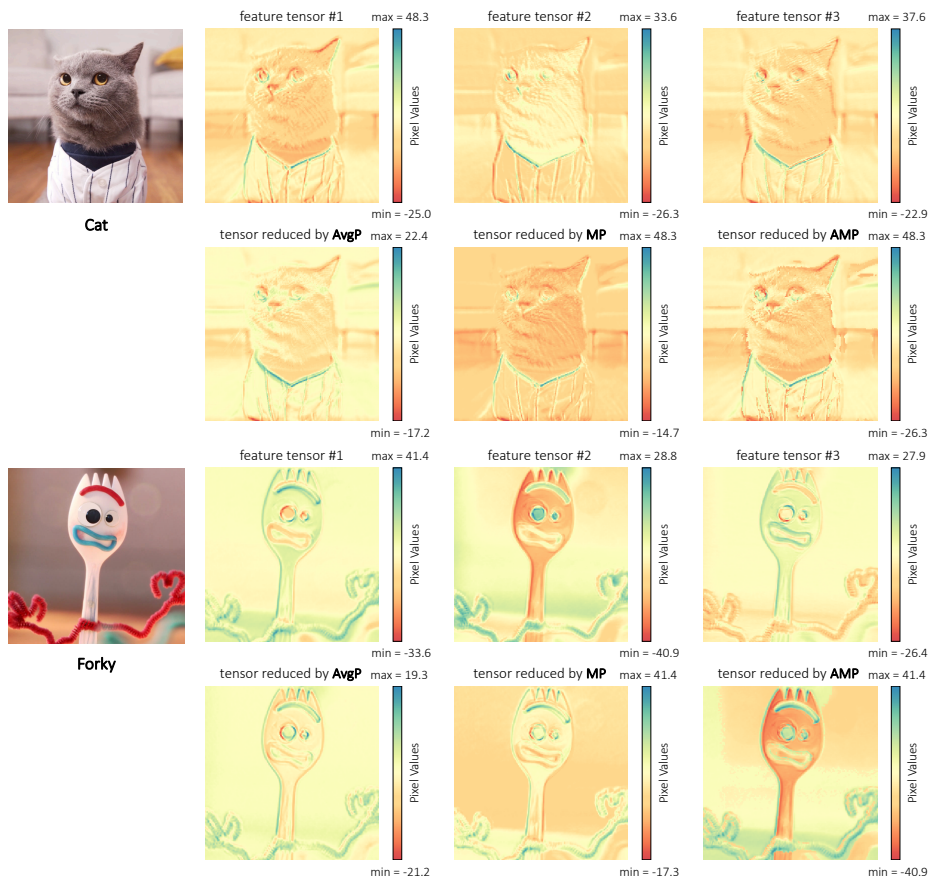 feature tensor #1 max = 48.3
feature tensor #2 max = 33.6
feature tensor #3 max = 37.6
Pixel Values
Pixel Values
Pixel Values
min = -25.0
min = -26.3
min = -22.9
Cat
tensor reduced by AvgP max = 22.4
tensor reduced by MP max = 48.3
tensor reduced by AMP max = 48.3
Pixel Values
Pixel Values
Pixel Values
min = -17.2
min = -14.7
min = -26.3
feature tensor #1 max = 41.4
feature tensor #2 max = 28.8
feature tensor #3 max = 27.9
Pixel Values
Pixel Values
Pixel Values
min = -33.6
min = -40.9
min = -26.4
Forky
tensor reduced by AvgP max = 19.3
tensor reduced by MP max = 41.4
tensor reduced by AMP max = 41.4
Pixel Values
Pixel Values
Pixel Values
min = -21.2
min = -17.3
min = -40.9